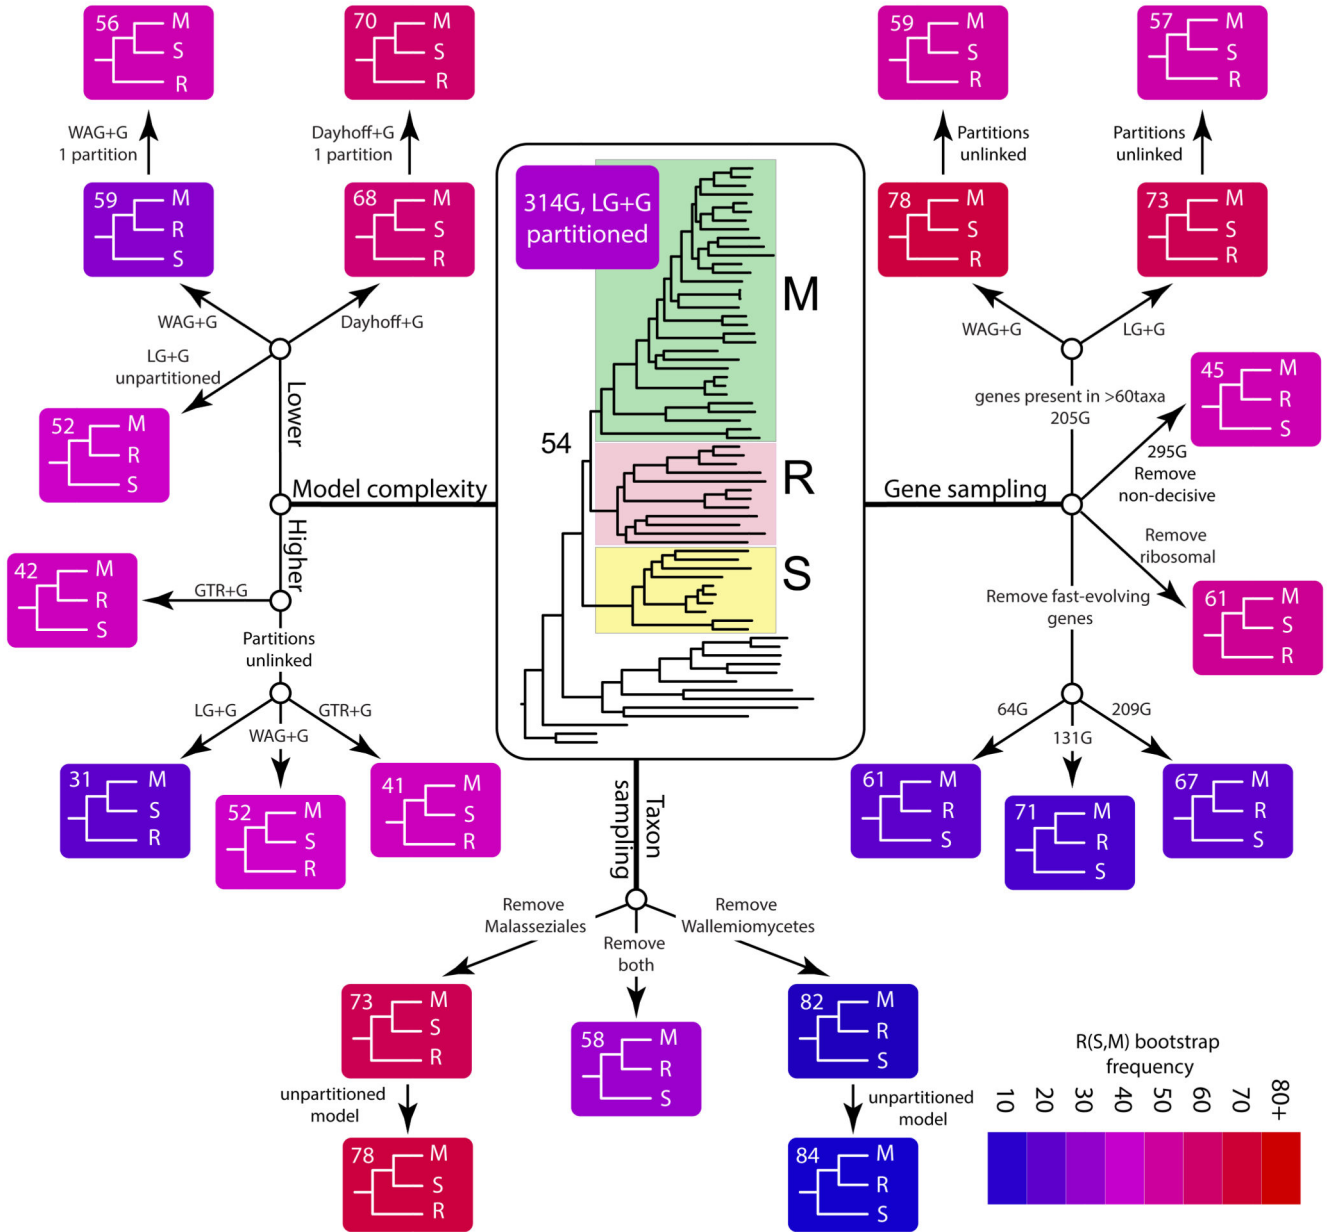 56
M
S
R
70
M
S
R
59
M
S
R
57
M
S
R
WAG+G
1 partition
Dayhoff+G
1 partition
Partitions
unlinked
Partitions
unlinked
59
M
R
S
68
M
S
R
78
M
S
R
73
M
S
R
WAG+G
Dayhoff+G
LG+G
unpartitioned
Lower
52
M
R
S
Model complexity
Higher
42
M
R
S
GTR+G
Partitions
unlinked
LG+G
WAG+G
GTR+G
31
M
S
R
52
M
S
R
41
M
S
R
314G, LG+G
partitioned
54
M
R
S
WAG+G
LG+G
genes present in >60taxa
205G
45
M
R
S
295G
Remove
non-decisive
Gene sampling
Remove
ribosomal
61
M
S
R
Remove fast-evolving
genes
64G
131G
209G
61
M
R
S
71
M
R
S
67
M
R
S
Taxon
sampling
Remove
Malasseziales
Remove
both
Remove
Wallemiomycetes
73
M
S
R
58
M
R
S
82
M
R
S
unpartitioned
model
unpartitioned
model
78
M
S
R
84
M
R
S
R(S,M) bootstrap
frequency
10
20
30
40
50
60
70
80+